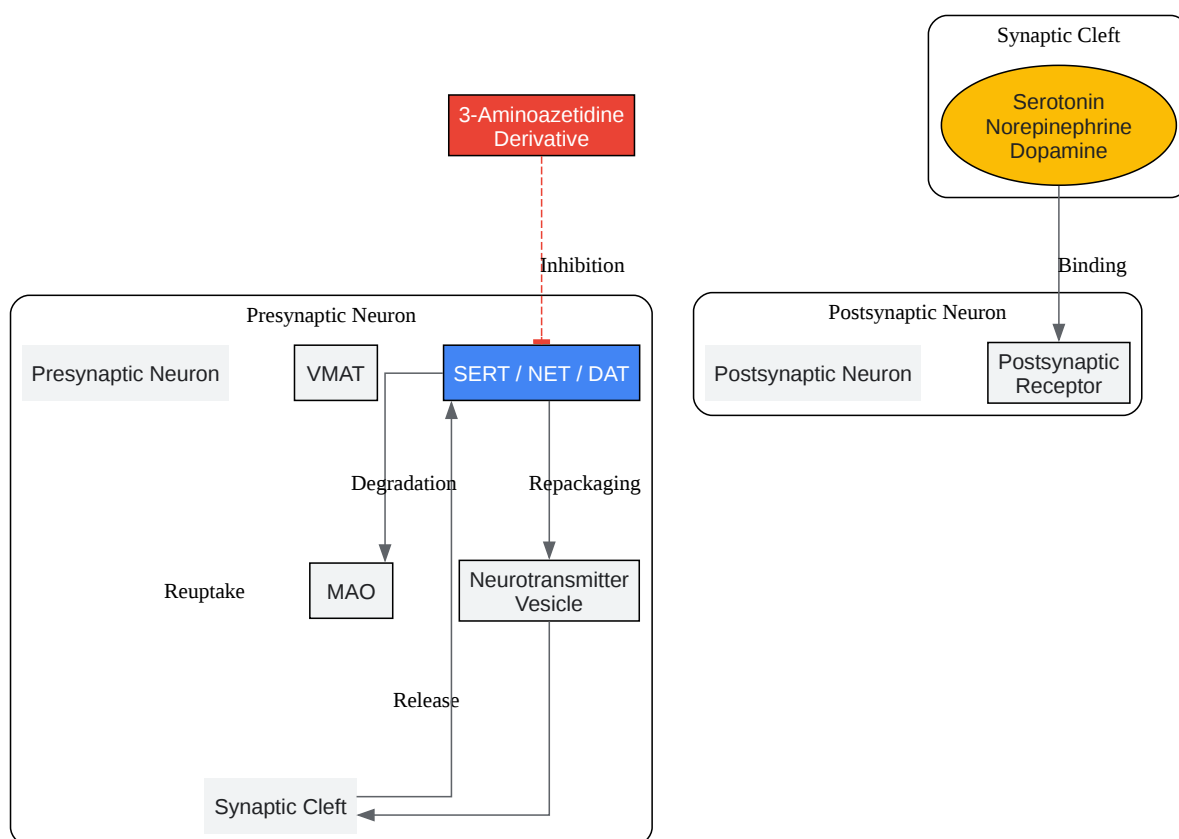 Synaptic Cleft
Serotonin
Norepinephrine
Dopamine
3-Aminoazetidine
Derivative
Inhibition
Binding
Presynaptic Neuron
Presynaptic Neuron
VMAT
SERT / NET / DAT
Postsynaptic Neuron
Postsynaptic Neuron
Postsynaptic
Receptor
Degradation
Repackaging
Reuptake
MAO
Neurotransmitter
Vesicle
Release
Synaptic Cleft